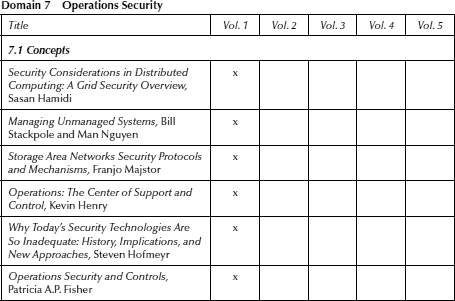 Domain 7 Operations Security
Title Vol. 1 Vol. 2 Vol. 3 Vol. 4 Vol. 5
7.1 Concepts
Security Considerations in Distributed x
Computing: A Grid Security Overview,
Sasan Hamidi
Managing Unmanaged Systems, Bill x
Stackpole and Man Nguyen
Storage Area Networks Security Protocols x
and Mechanisms, Franjo Majstor
Operations: The Center of Support and x
Control, Kevin Henry
Why Today's Security Technologies Are x
So Inadequate: History, Implications, and
New Approaches, Steven Hofmeyr
Operations Security and Controls, x
Patricia A.P. Fisher